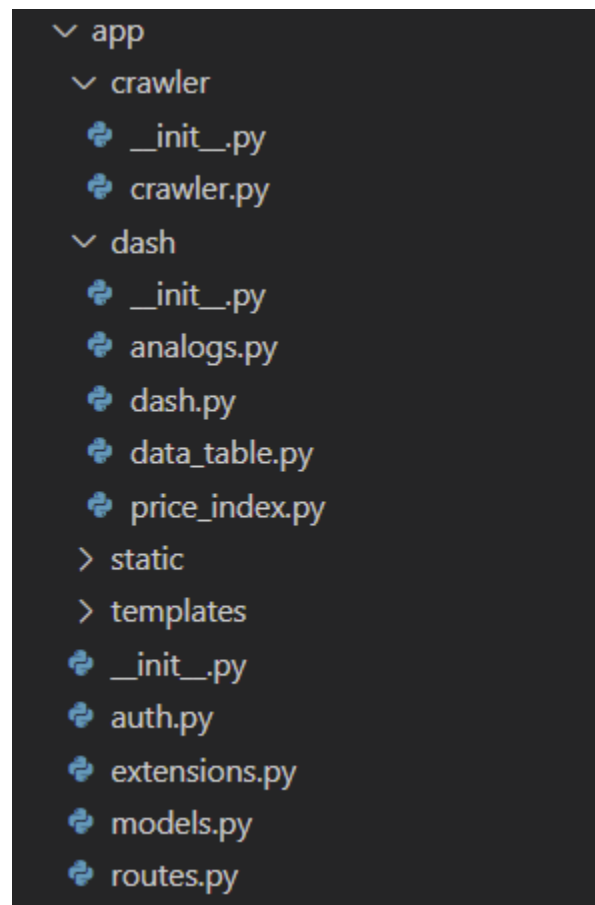 app
crawler
__init__.py
crawler.py
dash
__init__.py
analogs.py
dash.py
data_table.py
price_index.py
static
templates
__init__.py
auth.py
extensions.py
models.py
routes.py